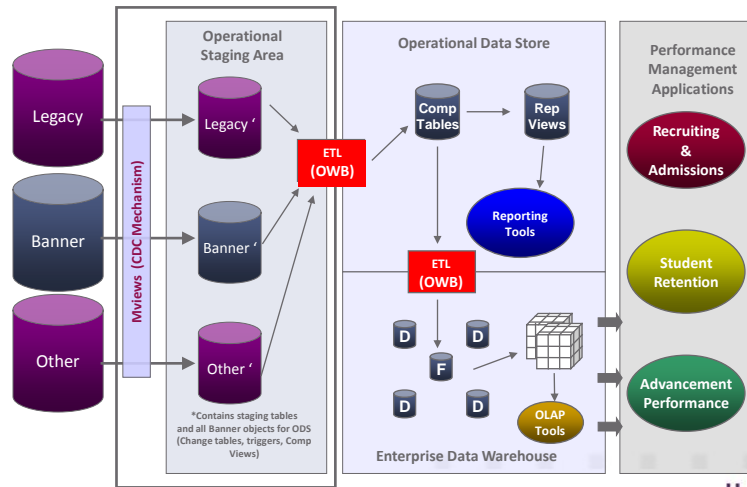 Operational
Staging Area
Operational Data Store
Performance
Management
Applications
Legacy
Banner
Other
Mviews (CDC Mechanism)
Legacy ‘
Banner ‘
Other ‘
*Contains staging tables
and all Banner objects for ODS
(Change tables, triggers, Comp
Views)
ETL
(OWB)
Comp
Tables
Rep
Views
Reporting
Tools
ETL
(OWB)
D
D
F
D
D
OLAP
Tools
Enterprise Data Warehouse
Recruiting
&
Admissions
Student
Retention
Advancement
Performance